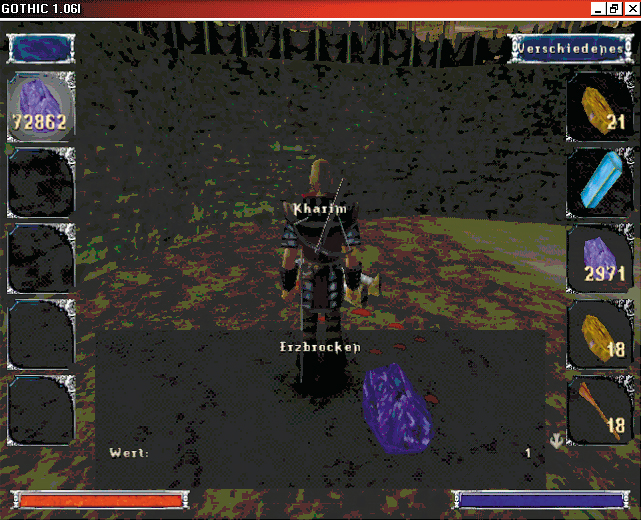 GOTHIC 1.06l
Verschiedenes
72862
21
Kharim
2971
Erzbrocken
18
18
Wert: 1